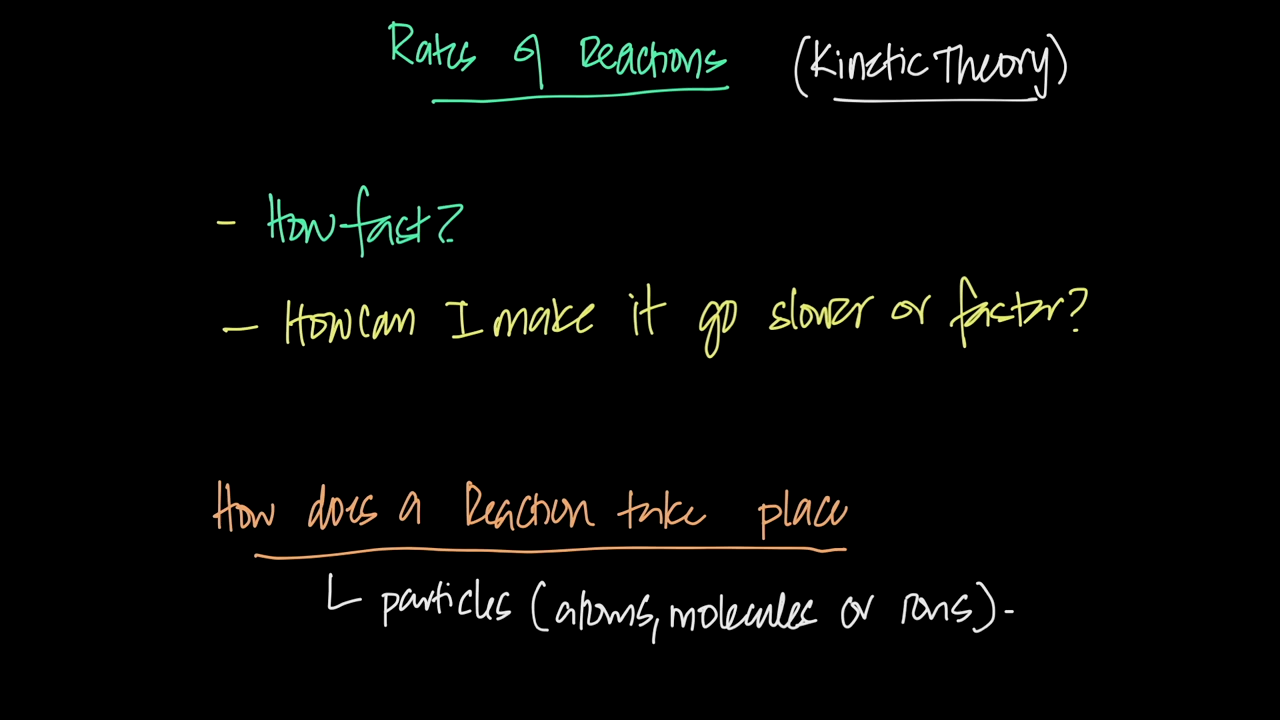 Rates of Reactions (Kinetic Theory)
- How fast?
- How can I make it go slower or faster?
How does a Reaction take place
particles (atoms, molecules or ions) -